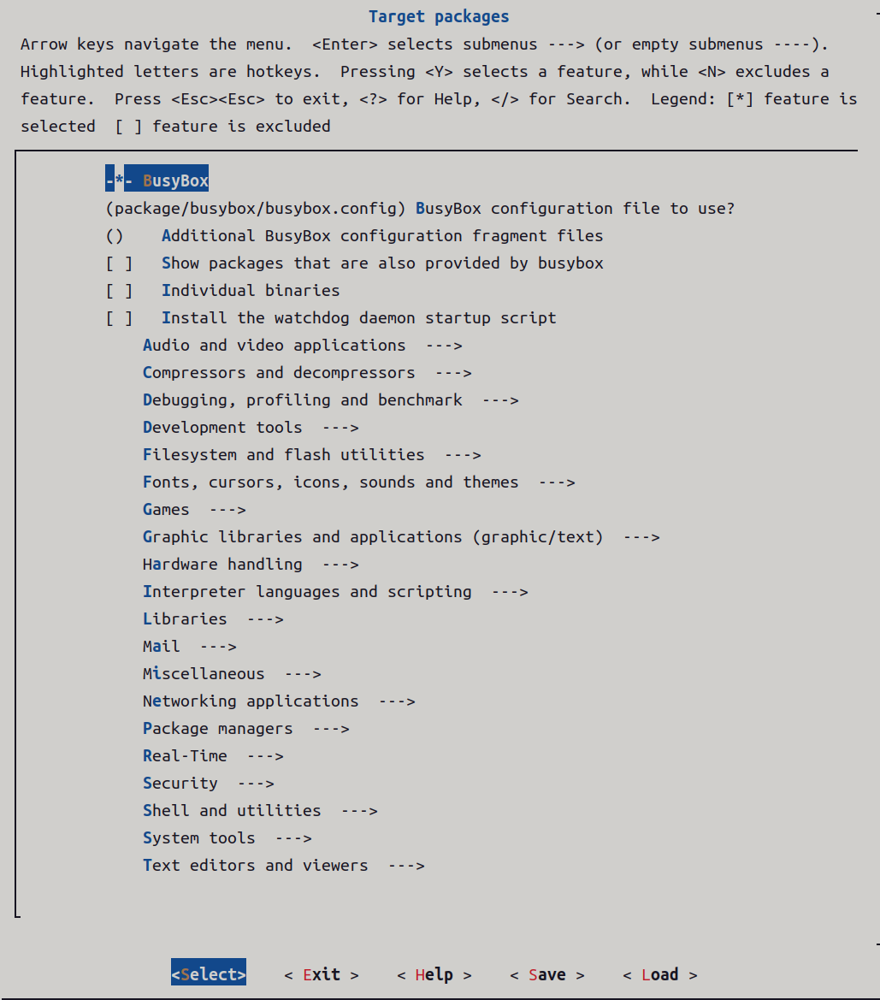 Target packages
Arrow keys navigate the menu.  <Enter> selects submenus ---> (or empty submenus ----).
Highlighted letters are hotkeys.  Pressing <Y> selects a feature, while <N> excludes a
feature.  Press <Esc><Esc> to exit, <?> for Help, </> for Search.  Legend: [*] feature is
selected  [ ] feature is excluded
-*- BusyBox
(package/busybox/busybox.config) BusyBox configuration file to use?
()    Additional BusyBox configuration fragment files
[ ]   Show packages that are also provided by busybox
[ ]   Individual binaries
[ ]   Install the watchdog daemon startup script
Audio and video applications  --->
Compressors and decompressors  --->
Debugging, profiling and benchmark  --->
Development tools  --->
Filesystem and flash utilities  --->
Fonts, cursors, icons, sounds and themes  --->
Games  --->
Graphic libraries and applications (graphic/text)  --->
Hardware handling  --->
Interpreter languages and scripting  --->
Libraries  --->
Mail  --->
Miscellaneous  --->
Networking applications  --->
Package managers  --->
Real-Time  --->
Security  --->
Shell and utilities  --->
System tools  --->
Text editors and viewers  --->
<Select>    < Exit >    < Help >    < Save >    < Load >